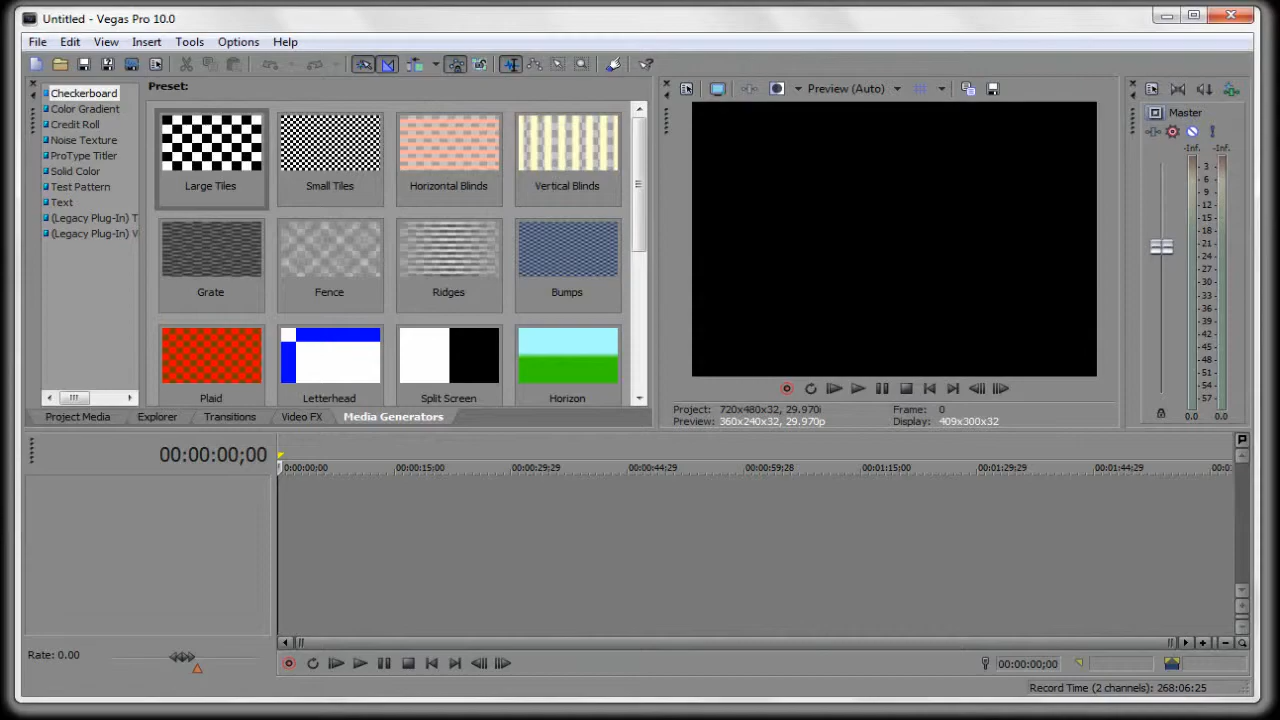 Untitled - Vegas Pro 10.0
File Edit View Insert Tools Options Help
Checkerboard
Color Gradient
Credit Roll
Noise Texture
ProType Titler
Solid Color
Test Pattern
Text
(Legacy Plug-In) T
(Legacy Plug-In) V
Preset:
Large Tiles
Small Tiles
Horizontal Blinds
Vertical Blinds
Grate
Fence
Ridges
Bumps
Plaid
Letterhead
Split Screen
Horizon
Project Media Explorer Transitions Video FX Media Generators
Preview (Auto)
Project: 720x480x32, 29.970i
Preview: 360x240x32, 29.970p
Frame: 0
Display: 409x300x32
Master
-Inf. -Inf.
3
6
9
12
15
18
21
24
27
30
33
36
39
42
45
48
51
54
57
0.0 0.0
00:00:00;00
0:00:00;00 00:00:15;00 00:00:29;29 00:00:44;29 00:00:59;28 00:01:15;00 00:01:29;29 00:01:44;29 00:0
Rate: 0.00
00:00:00;00
Record Time (2 channels): 268:06:25